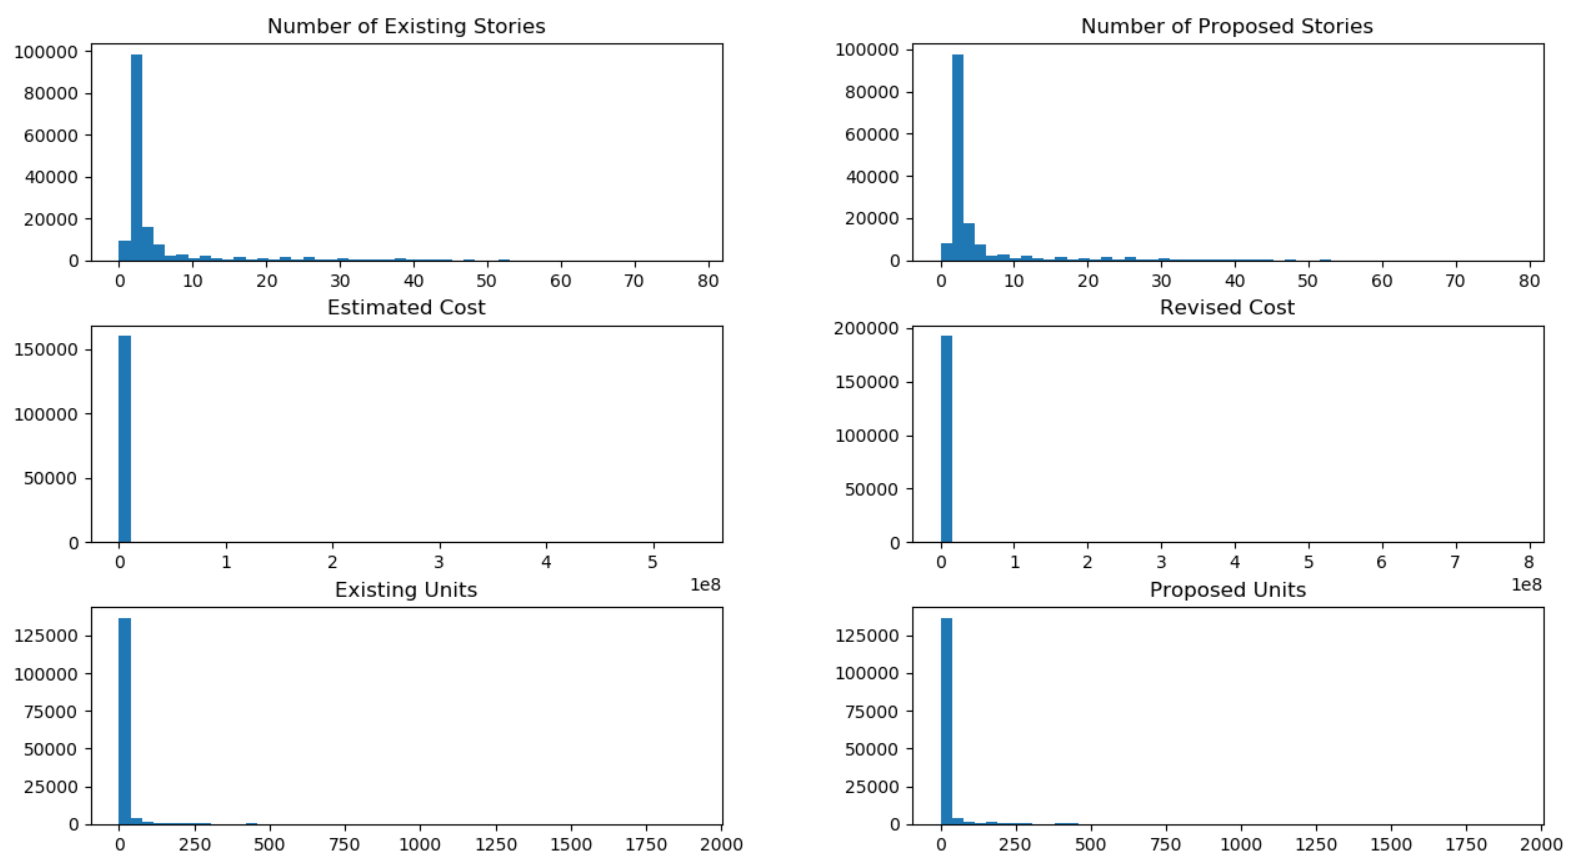 Number of Existing Stories
100000
80000
60000
40000
20000
0
0 10 20 30 40 50 60 70 80
Number of Proposed Stories
100000
80000
60000
40000
20000
0
0 10 20 30 40 50 60 70 80
Estimated Cost
150000
100000
50000
0
0 1 2 3 4 5
1e8
Revised Cost
200000
150000
100000
50000
0
0 1 2 3 4 5 6 7 8
1e8
Existing Units
125000
100000
75000
50000
25000
0
0 250 500 750 1000 1250 1500 1750 2000
Proposed Units
125000
100000
75000
50000
25000
0
0 250 500 750 1000 1250 1500 1750 2000